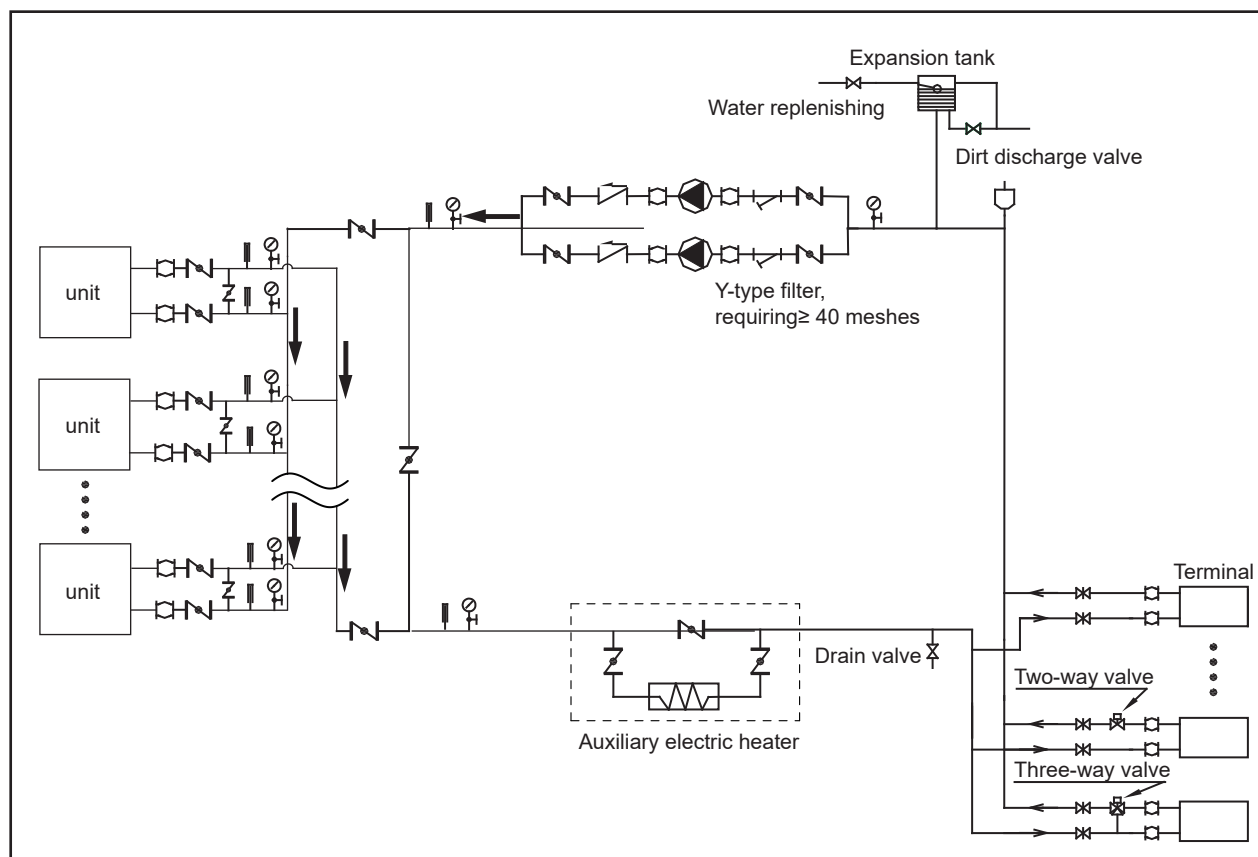 Expansion tank
Water replenishing
Dirt discharge valve
Y-type filter,
requiring≥ 40 meshes
unit
unit
unit
Terminal
Drain valve
Two-way valve
Auxiliary electric heater
Three-way valve